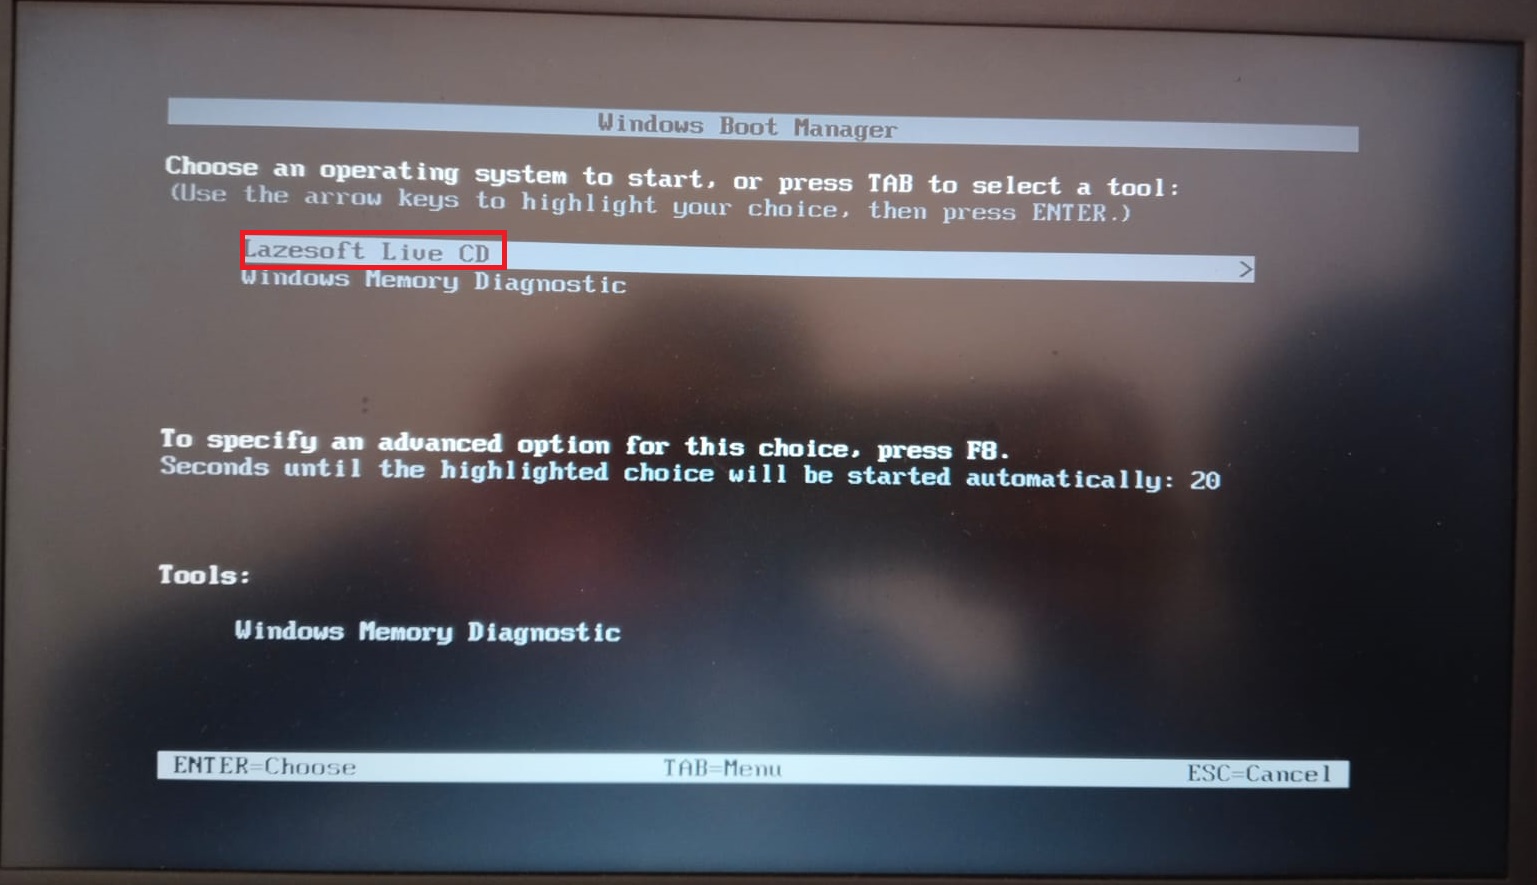 Windows Boot Manager
Choose an operating system to start, or press TAB to select a tool:
(Use the arrow keys to highlight your choice, then press ENTER.)
Lazesoft Live CD >
Windows Memory Diagnostic
To specify an advanced option for this choice, press F8.
Seconds until the highlighted choice will be started automatically: 20
Tools:
Windows Memory Diagnostic
ENTER=Choose TAB=Menu ESC=Cancel